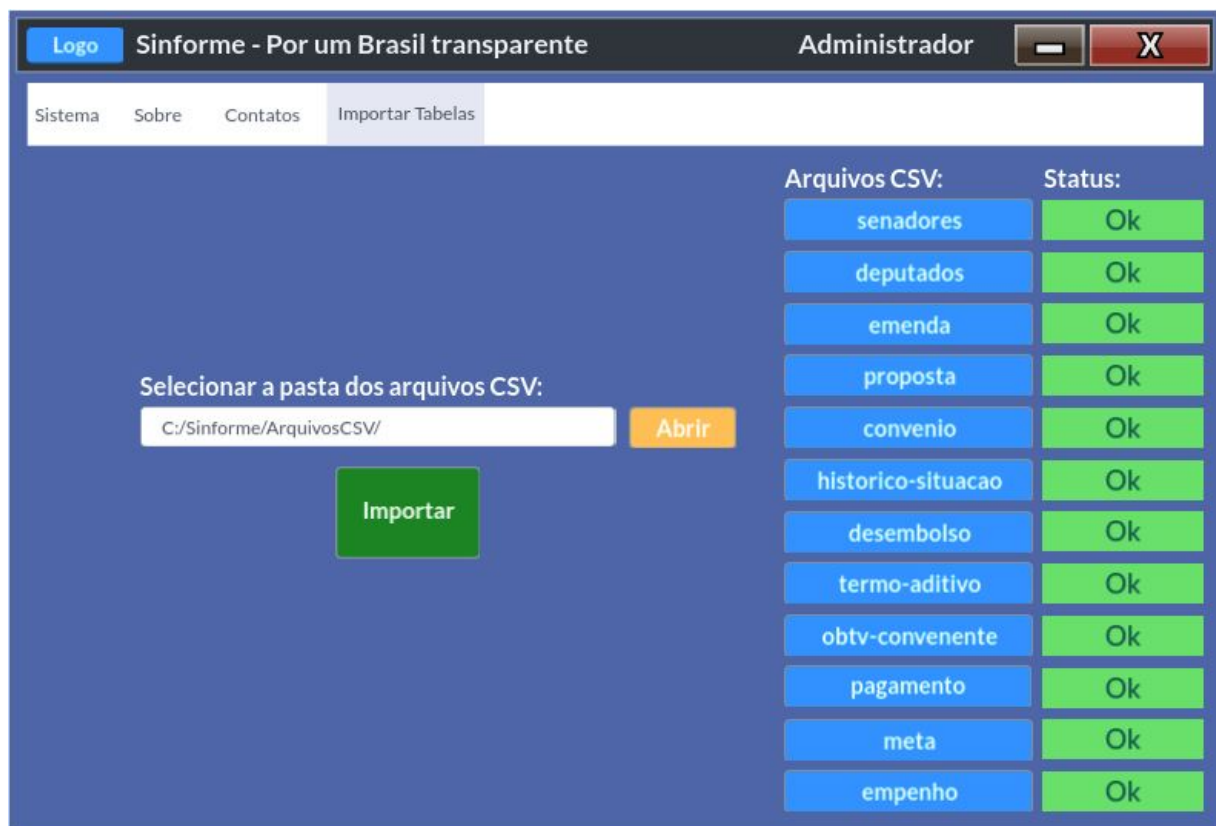 Logo Sinforme - Por um Brasil transparente Administrador X
Sistema Sobre Contatos Importar Tabelas
Selecionar a pasta dos arquivos CSV:
C:/Sinforme/ArquivosCSV/ Abrir
Importar
Arquivos CSV: Status:
senadores Ok
deputados Ok
emenda Ok
proposta Ok
convenio Ok
historico-situacao Ok
desembolso Ok
termo-aditivo Ok
obtv-convenente Ok
pagamento Ok
meta Ok
empenho Ok